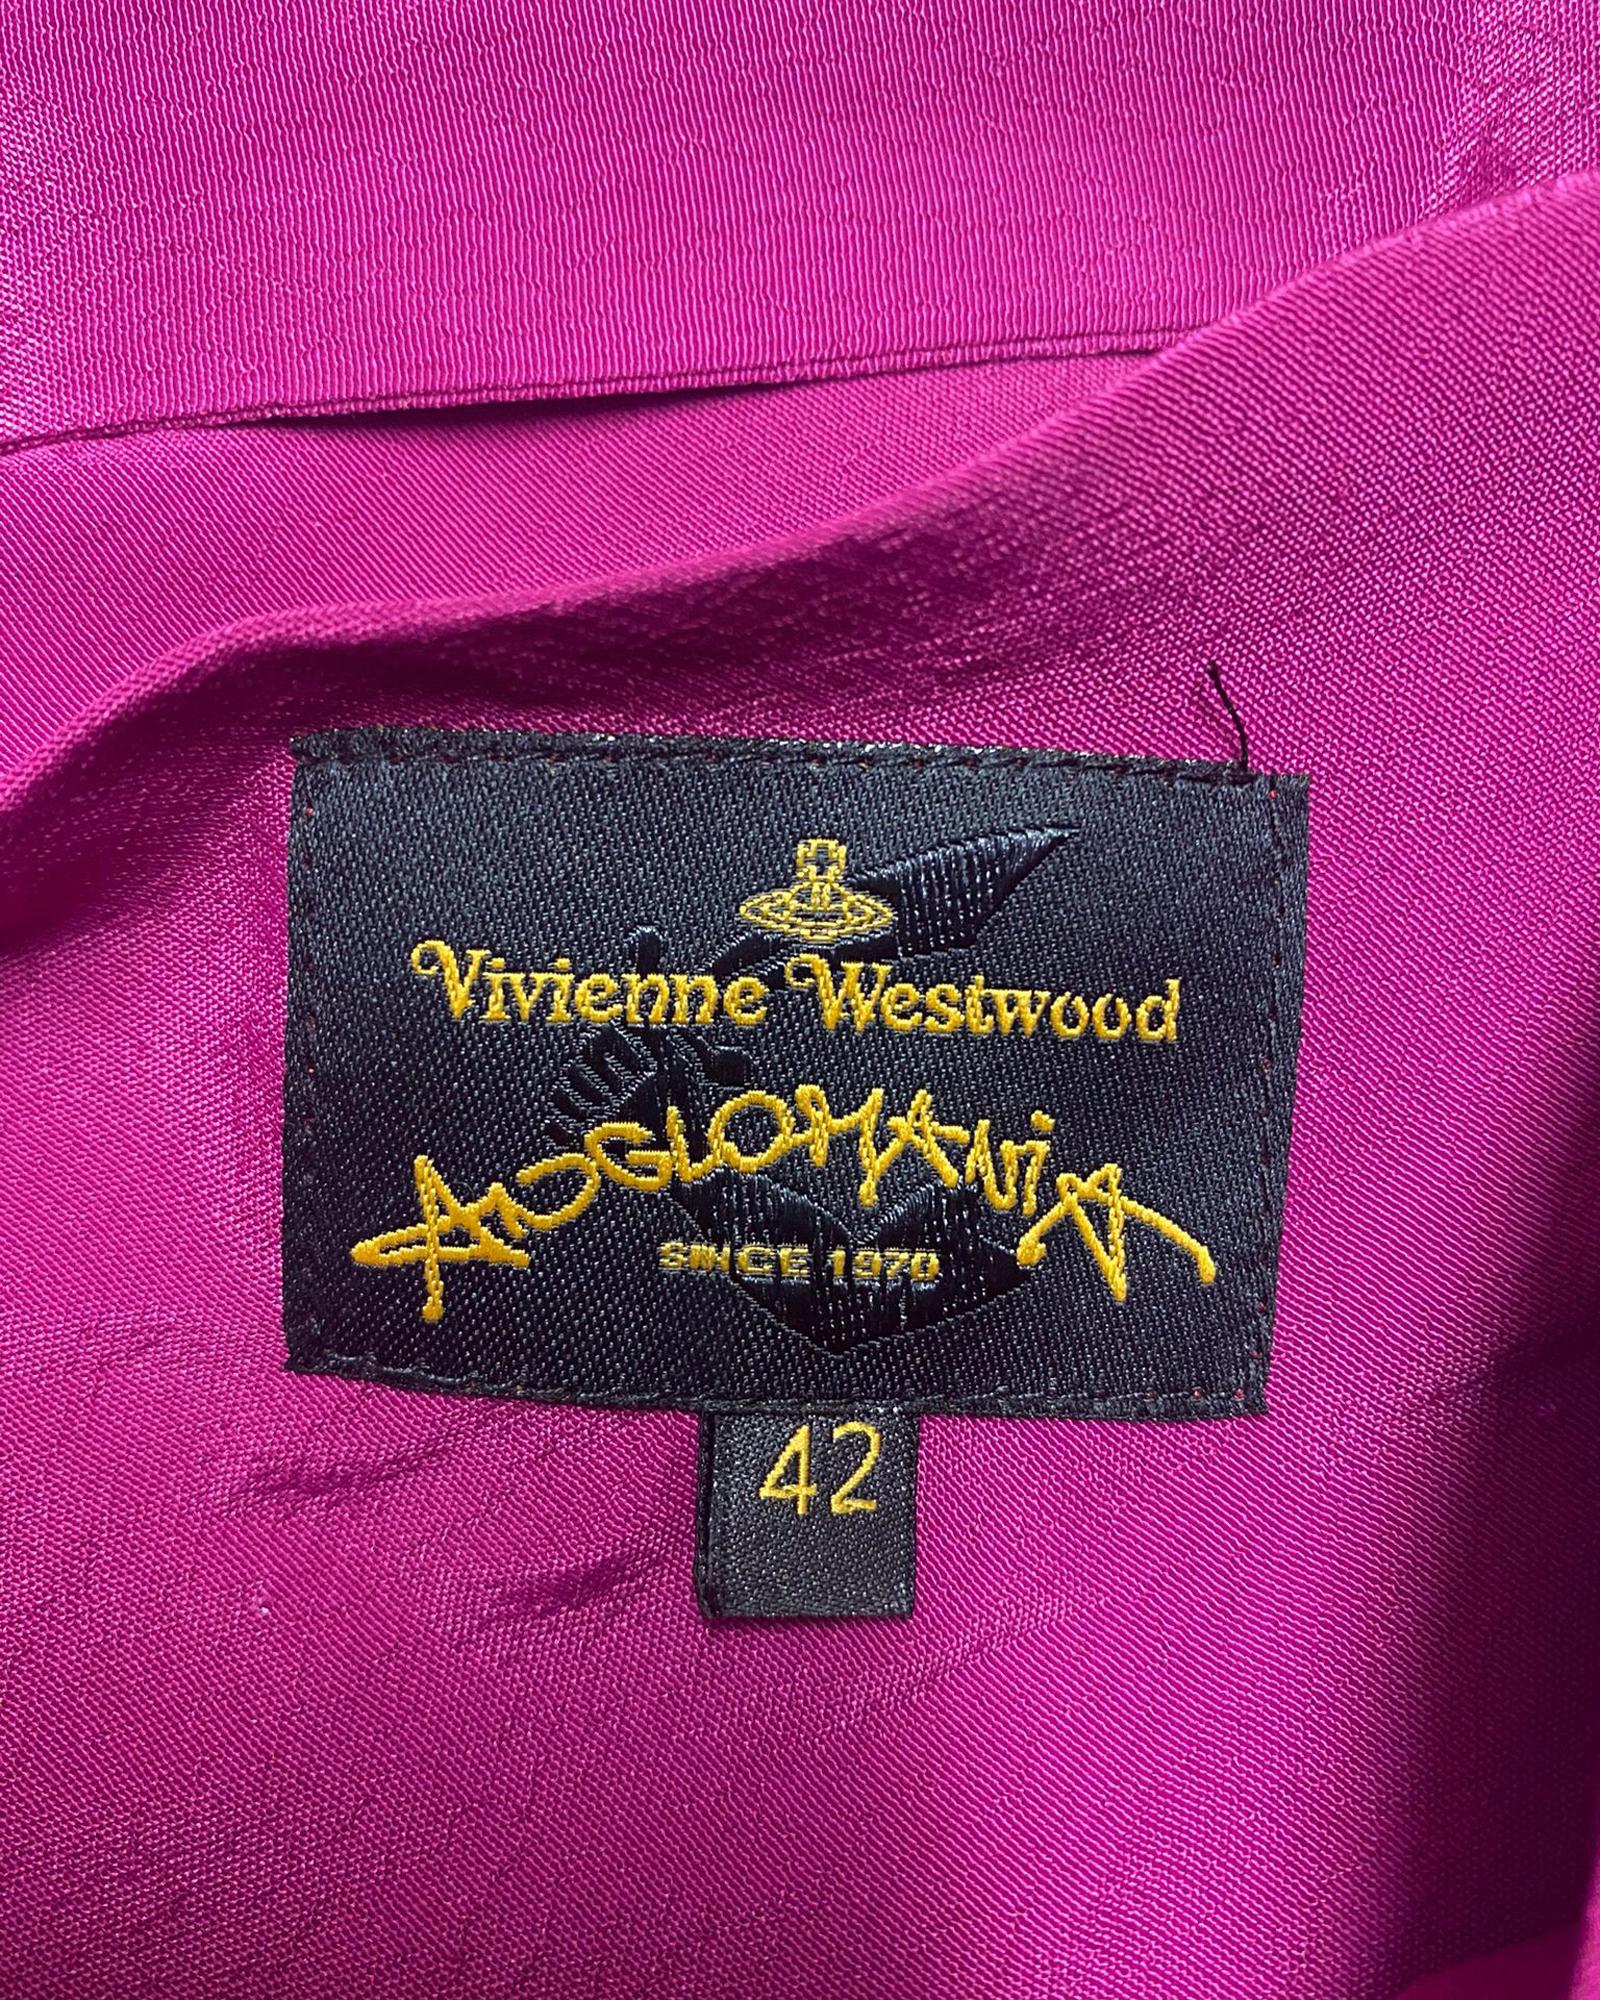 Vivienne Westwood
ANGLOMANiA
SINCE 1970
42